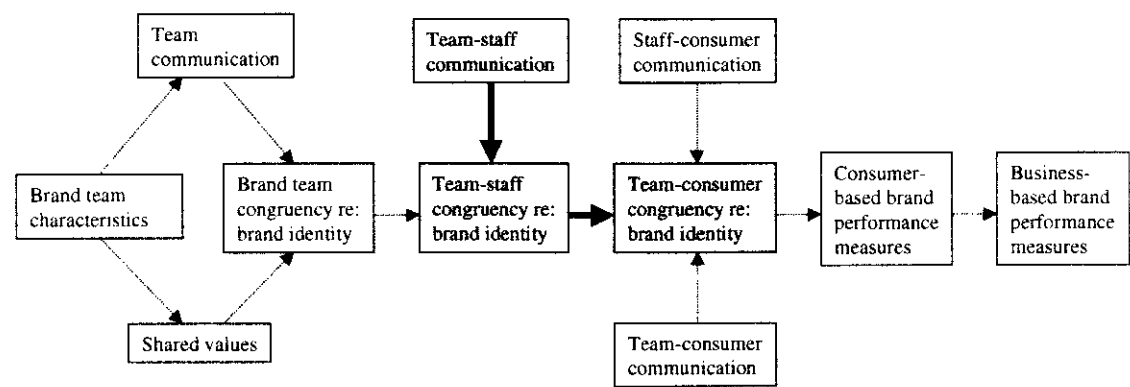 Team
communication
Team-staff
communication
Staff-consumer
communication
Brand team
characteristics
Brand team
congruency re:
brand identity
Team-staff
congruency re:
brand identity
Team-consumer
congruency re:
brand identity
Consumer-
based brand
performance
measures
Business-
based brand
performance
measures
Shared values
Team-consumer
communication